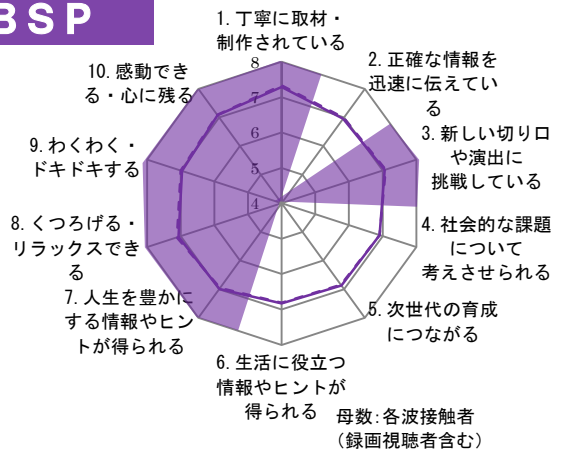 BSP
1.丁寧に取材・
制作されている
2.正確な情報を
迅速に伝えてい
る
3.新しい切り口
や演出に
挑戦している
4.社会的な課題
について
考えさせられる
5.次世代の育成
につながる
6.生活に役立つ
情報やヒントが
得られる
7.人生を豊かに
する情報やヒン
トが得られる
8.くつろげる・
リラックスでき
る
9.わくわく・
ドキドキする
10.感動でき
る・心に残る
8
7
6
5
4
母数:各波接触者
(録画視聴者含む)